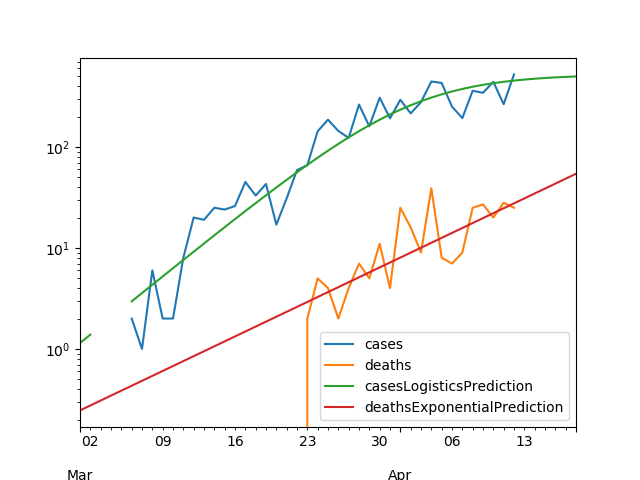 10²
10¹
10⁰
cases
deaths
casesLogisticsPrediction
deathsExponentialPrediction
02 09 16 23 30 06 13
Mar Apr